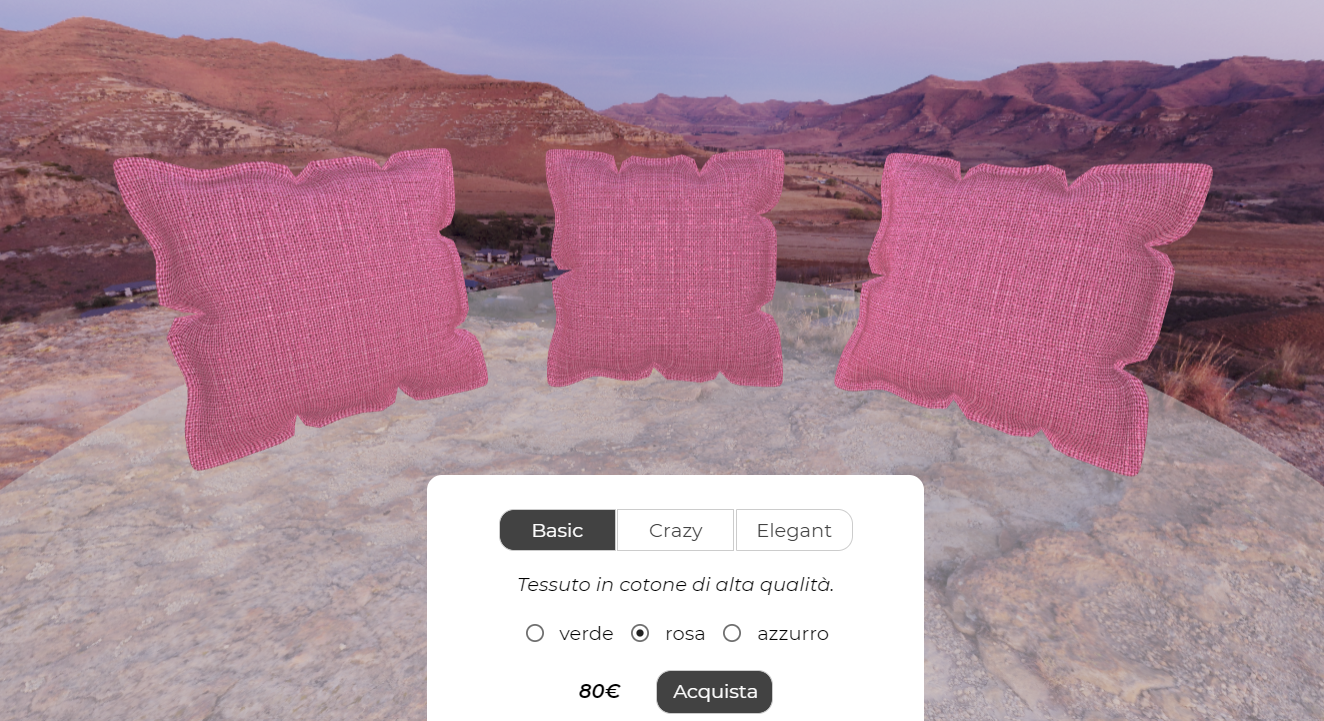 Basic Crazy Elegant
Tessuto in cotone di alta qualità.
verde rosa azzurro
80€ Acquista